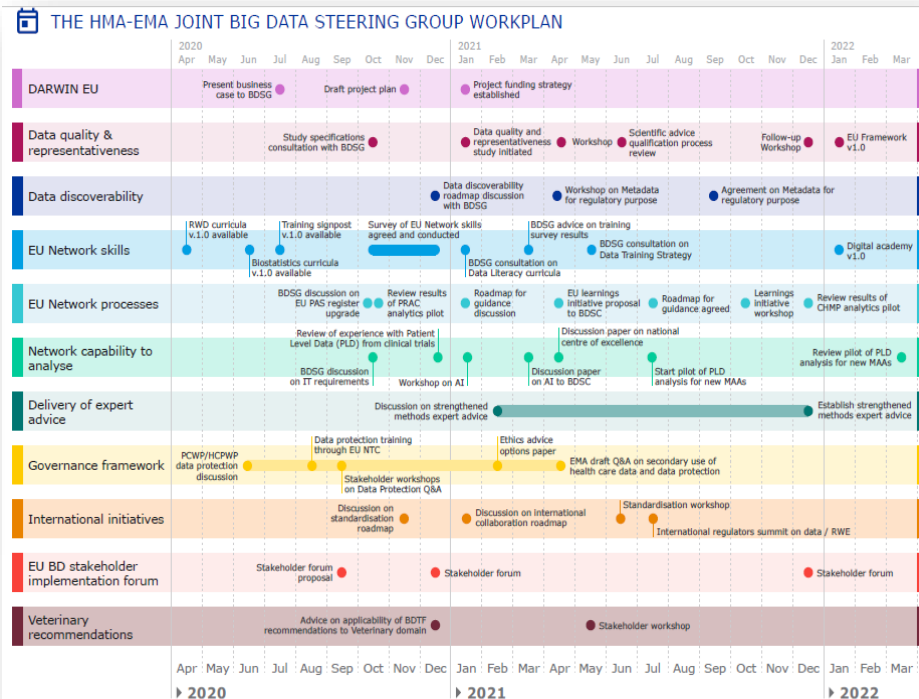 THE HMA-EMA JOINT BIG DATA STEERING GROUP WORKPLAN
2020 2021 2022
Apr May Jun Jul Aug Sep Oct Nov Dec Jan Feb Mar Apr May Jun Jul Aug Sep Oct Nov Dec Jan Feb Mar
DARWIN EU
Present business
case to BDSG
Draft project plan
Project funding strategy
established
Data quality &
representativeness
Study specifications
consultation with BDSG
Data quality and
representativeness
study initiated
Workshop
Scientific advice
qualification process
review
Follow-up
Workshop
EU Framework
v1.0
Data discoverability
Data discoverability
roadmap discussion
with BDSG
Workshop on Metadata
for regulatory purpose
Agreement on Metadata for
regulatory purpose
EU Network skills
RWD curricula
v.1.0 available
Biostatistics curricula
v.1.0 available
Training signpost
v.1.0 available
Survey of EU Network skills
agreed and conducted
BDSG consultation on
Data Literacy curricula
BDSG advice on training
survey results
BDSG consultation on
Data Training Strategy
Digital academy
v1.0
EU Network processes
BDSG discussion on
EU PAS register
upgrade
Review results
of PRAC
analytics pilot
Roadmap for
guidance
discussion
EU learnings
initiative proposal
to BDSC
Roadmap for
guidance agreed
Learnings
initiative
workshop
Review results of
CHMP analytics pilot
Network capability to
analyse
Review of experience with Patient
Level Data (PLD) from clinical trials
BDSG discussion
on IT requirements
Workshop on AI
Discussion paper
on AI to BDSC
Discussion paper on national
centre of excellence
Start pilot of PLD
analysis for new MAAs
Review pilot of PLD
analysis for new MAAs
Delivery of expert
advice
Discussion on strengthened
methods expert advice
Establish strengthened
methods expert advice
Governance framework
PCWP/HCPWP
data protection
discussion
Data protection training
through EU NTC
Stakeholder workshops
on Data Protection Q&A
Ethics advice
options paper
EMA draft Q&A on secondary use of
health care data and data protection
International initiatives
Discussion on
standardisation
roadmap
Discussion on international
collaboration roadmap
Standardisation workshop
International regulators summit on data / RWE
EU BD stakeholder
implementation forum
Stakeholder forum
proposal
Stakeholder forum
Stakeholder forum
Veterinary
recommendations
Advice on applicability of BDTF
recommendations to Veterinary domain
Stakeholder workshop
Apr May Jun Jul Aug Sep Oct Nov Dec Jan Feb Mar Apr May Jun Jul Aug Sep Oct Nov Dec Jan Feb Mar
2020 2021 2022